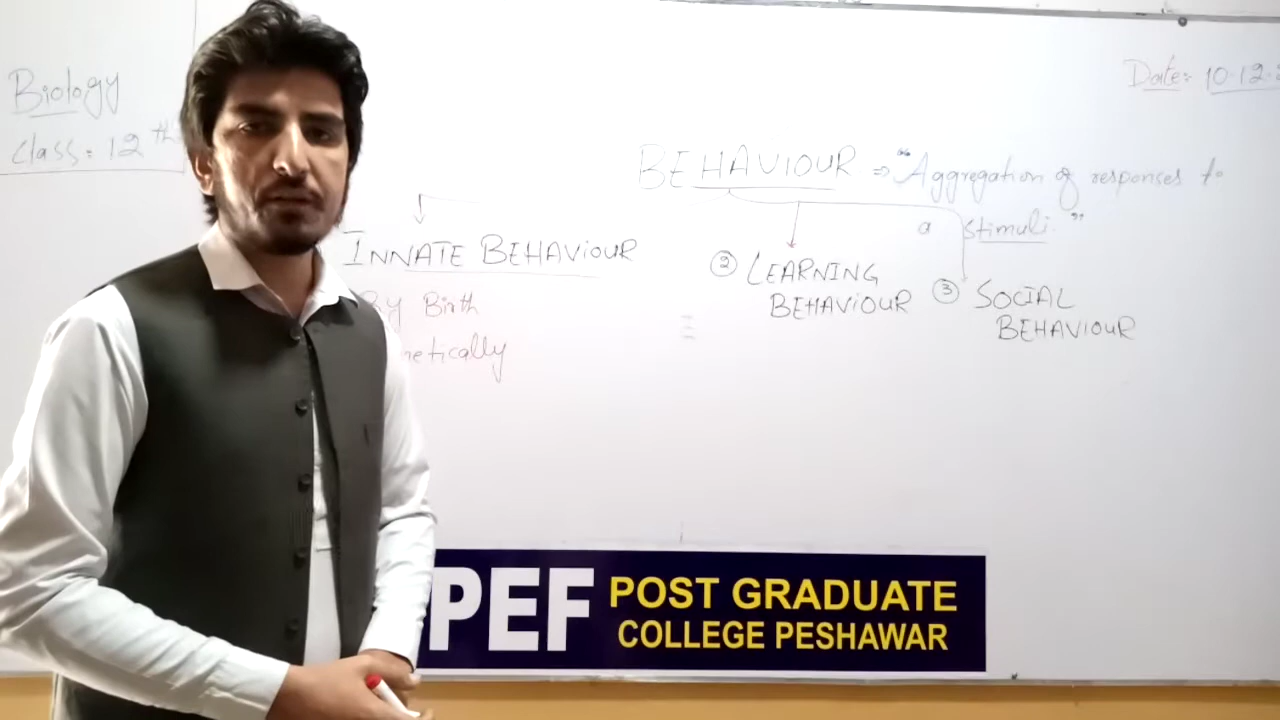 Biology
Class: 12th
Date: 10.12.
BEHAVIOUR ⇒ "Aggregation of responses to
a stimuli."
INNATE BEHAVIOUR
By Birth
netically
② LEARNING
BEHAVIOUR
③ SOCIAL
BEHAVIOUR
PEF POST GRADUATE
COLLEGE PESHAWAR